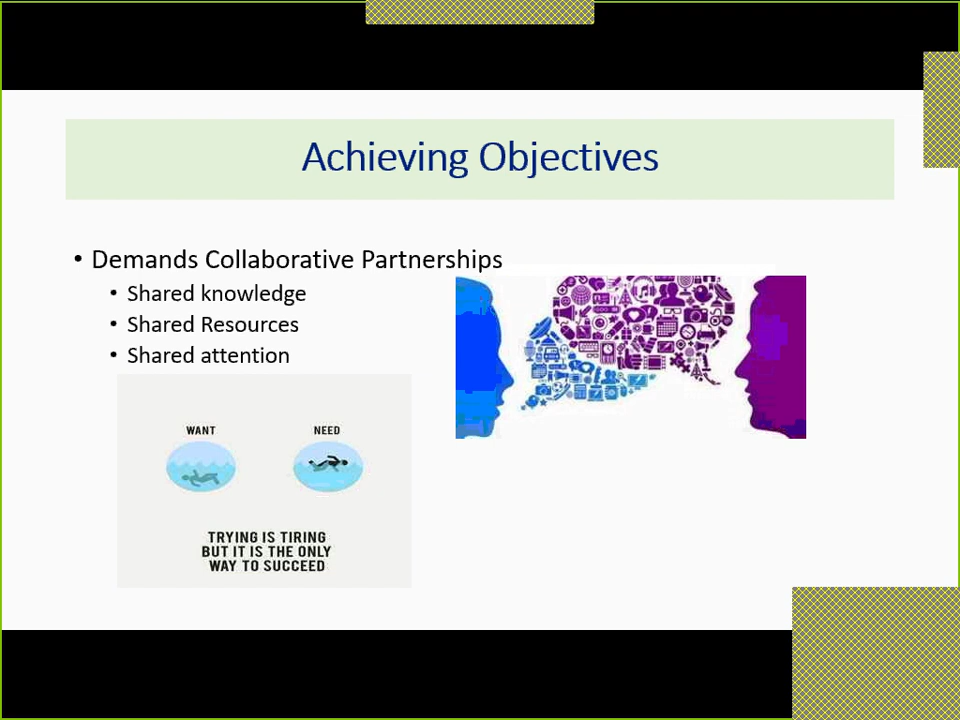 Achieving Objectives
• Demands Collaborative Partnerships
• Shared knowledge
• Shared Resources
• Shared attention
WANT NEED
TRYING IS TIRING
BUT IT IS THE ONLY
WAY TO SUCCEED